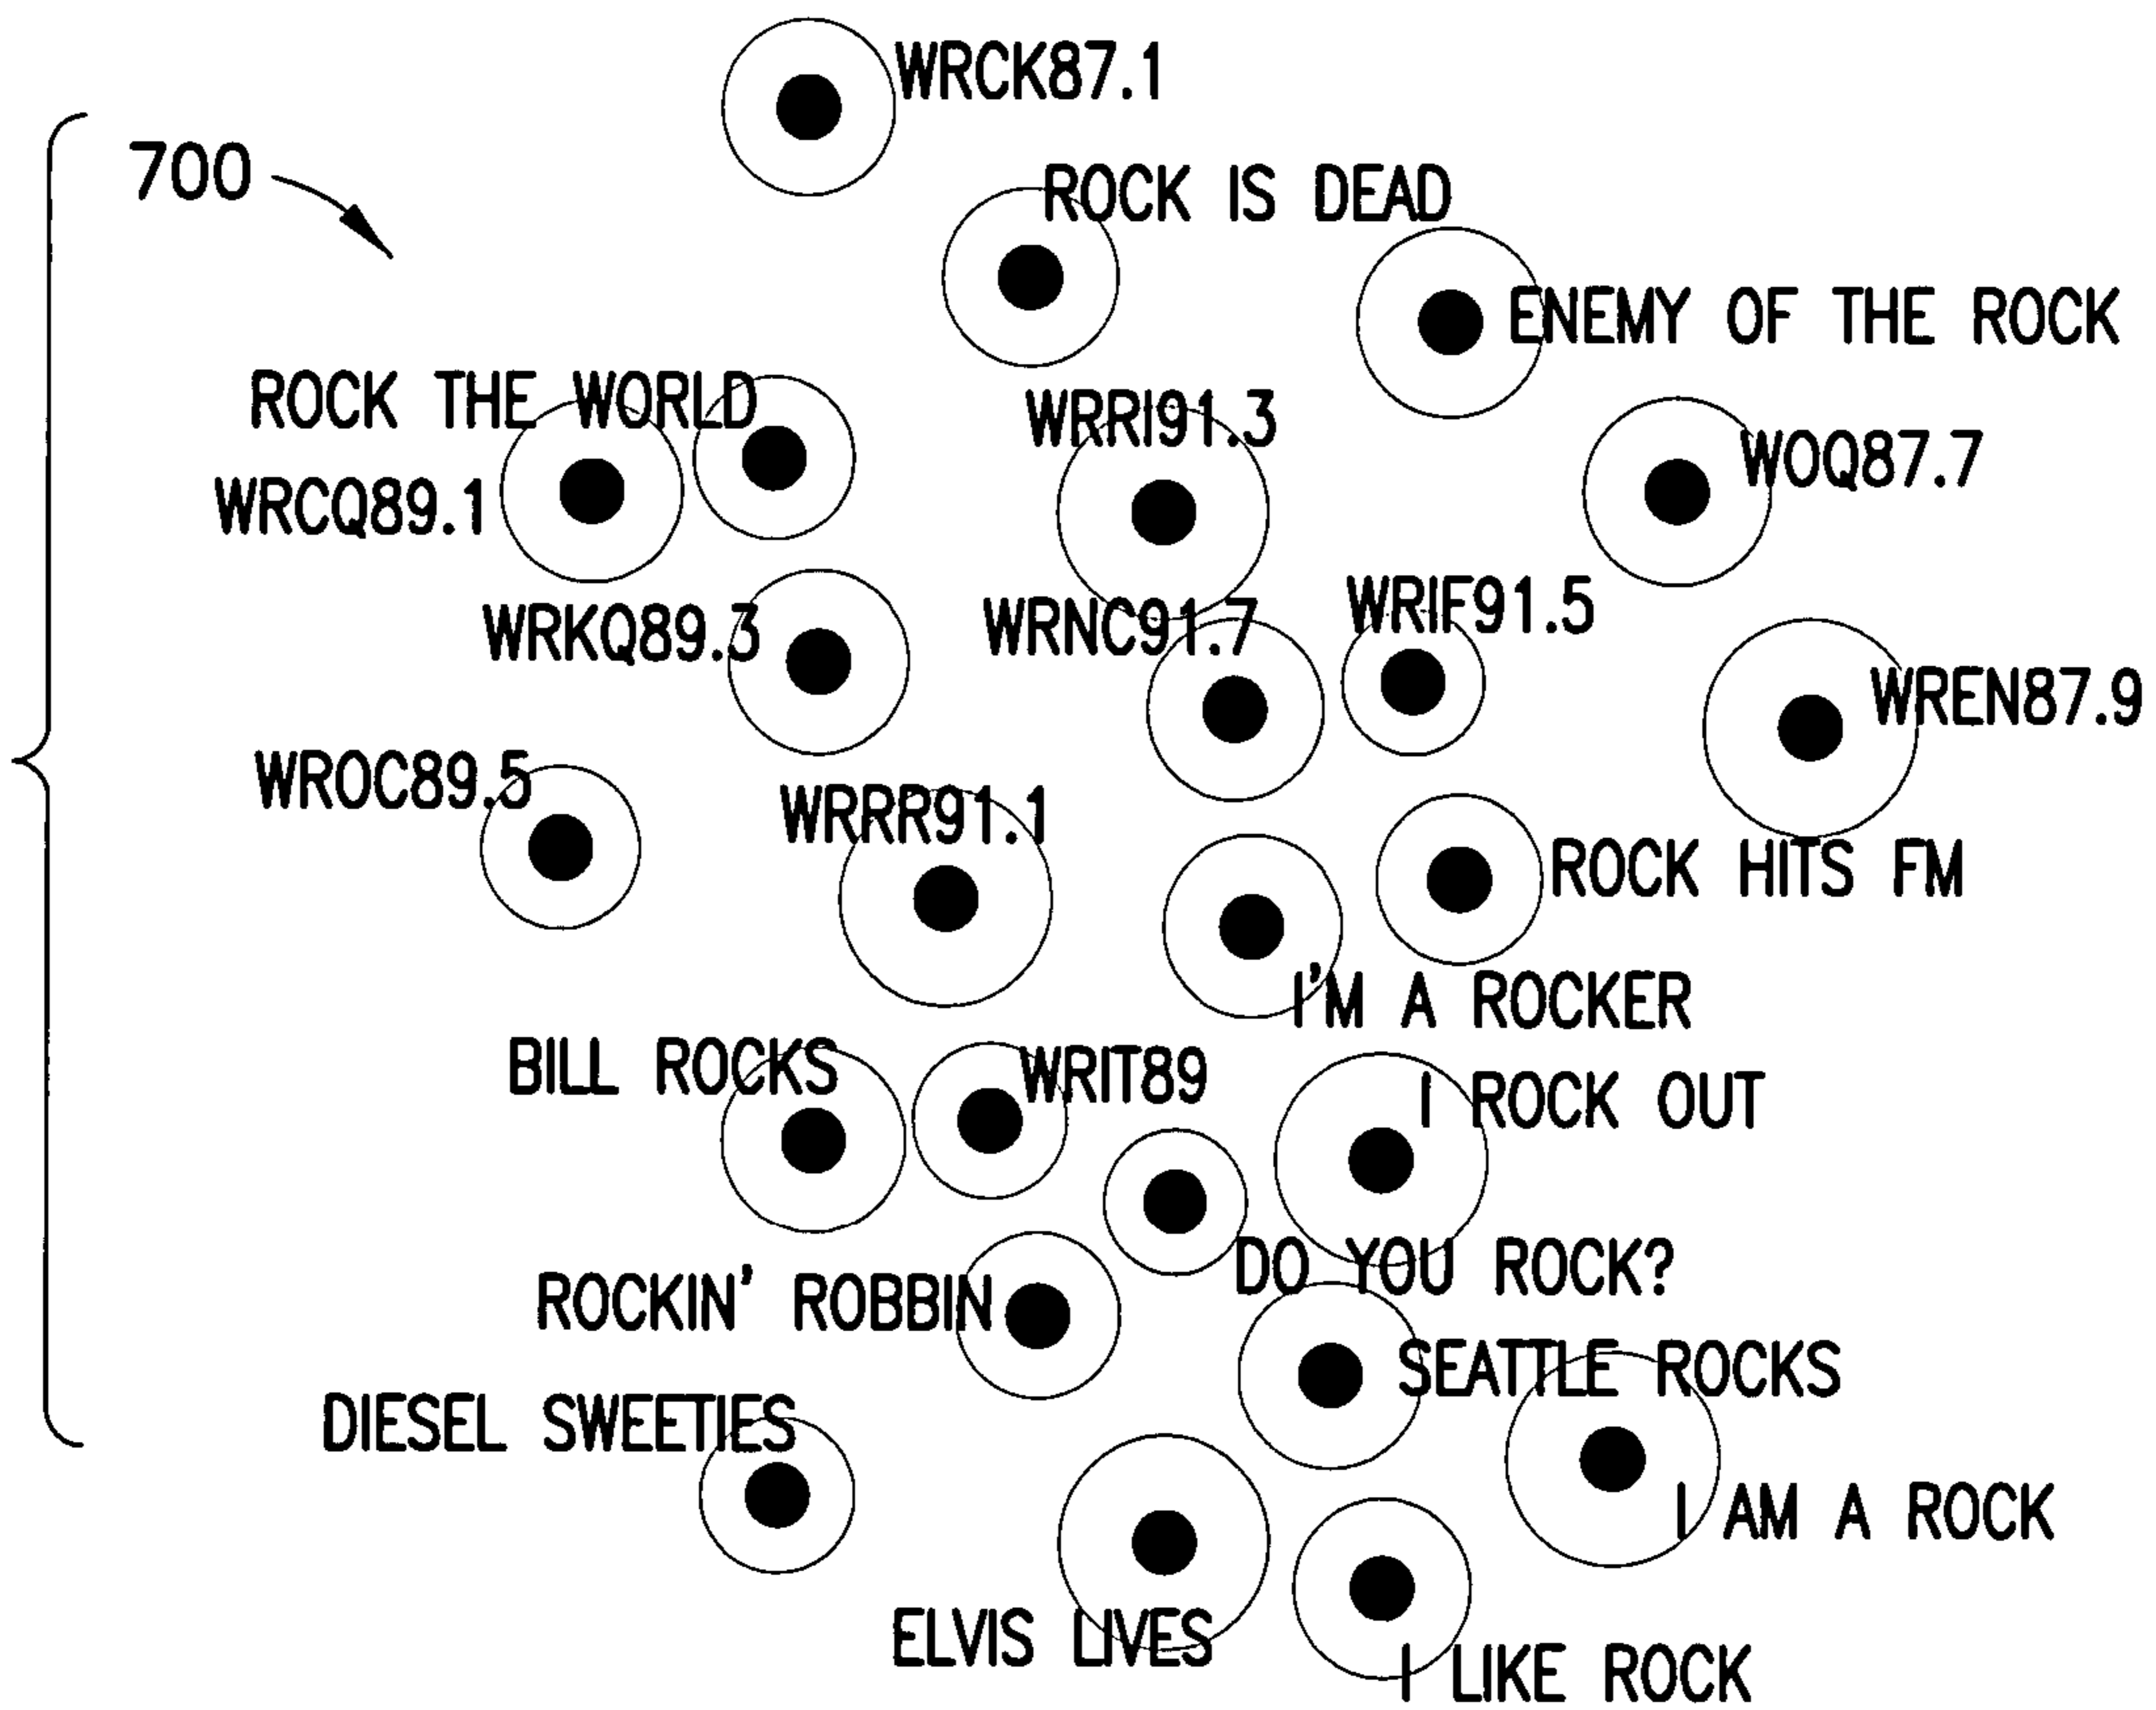 WRCK87.1
700
ROCK IS DEAD
ENEMY OF THE ROCK
ROCK THE WORLD
WRRI91.3
WOQ87.7
WRCQ89.1
WRIF91.5
WRKQ89.3
WRNC91.7
WREN87.9
WROC89.5
WRRR91.1
ROCK HITS FM
I'M A ROCKER
BILL ROCKS
WRIT89
I ROCK OUT
DO YOU ROCK?
ROCKIN' ROBBIN
SEATTLE ROCKS
DIESEL SWEETIES
I AM A ROCK
ELVIS LIVES
I LIKE ROCK